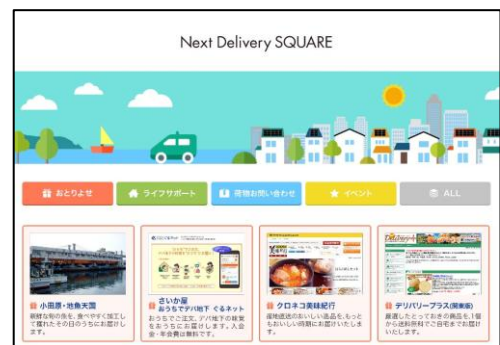 Next Delivery SQUARE
おとりよせ
ライフサポート
荷物お問い合わせ
イベント
ALL
小田原・地魚天国
新鮮な旬の魚を、食べやすく加工し
て獲れたその日のうちにお届けし
ます。
さいか屋
おうちでデパ地下 ぐるネット
おうちでご注文。デパ地下の味覚
をおうちにお届けします。入会
金・年会費は無料です。
クロネコ美味紀行
産地直送のおいしい逸品を、もっと
もおいしい時期にお届けいたしま
す。
デリバリープラス(関東版)
厳選したとっておきの商品を、1個
から送料無料でご自宅までお届け
いたします。